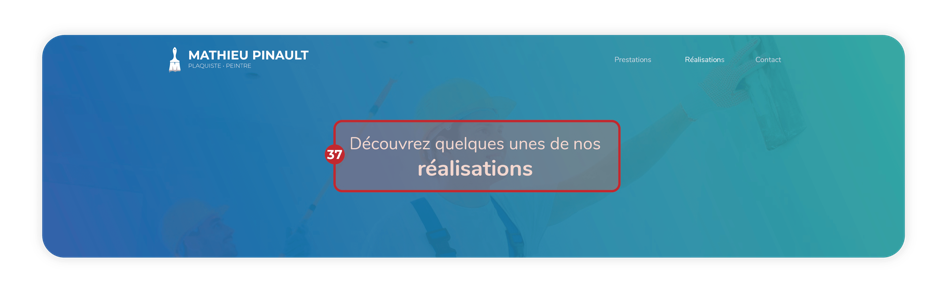 MATHIEU PINAULT
PLAQUISTE - PEINTRE
Prestations
Réalisations
Contact
37
Découvrez quelques unes de nos
réalisations